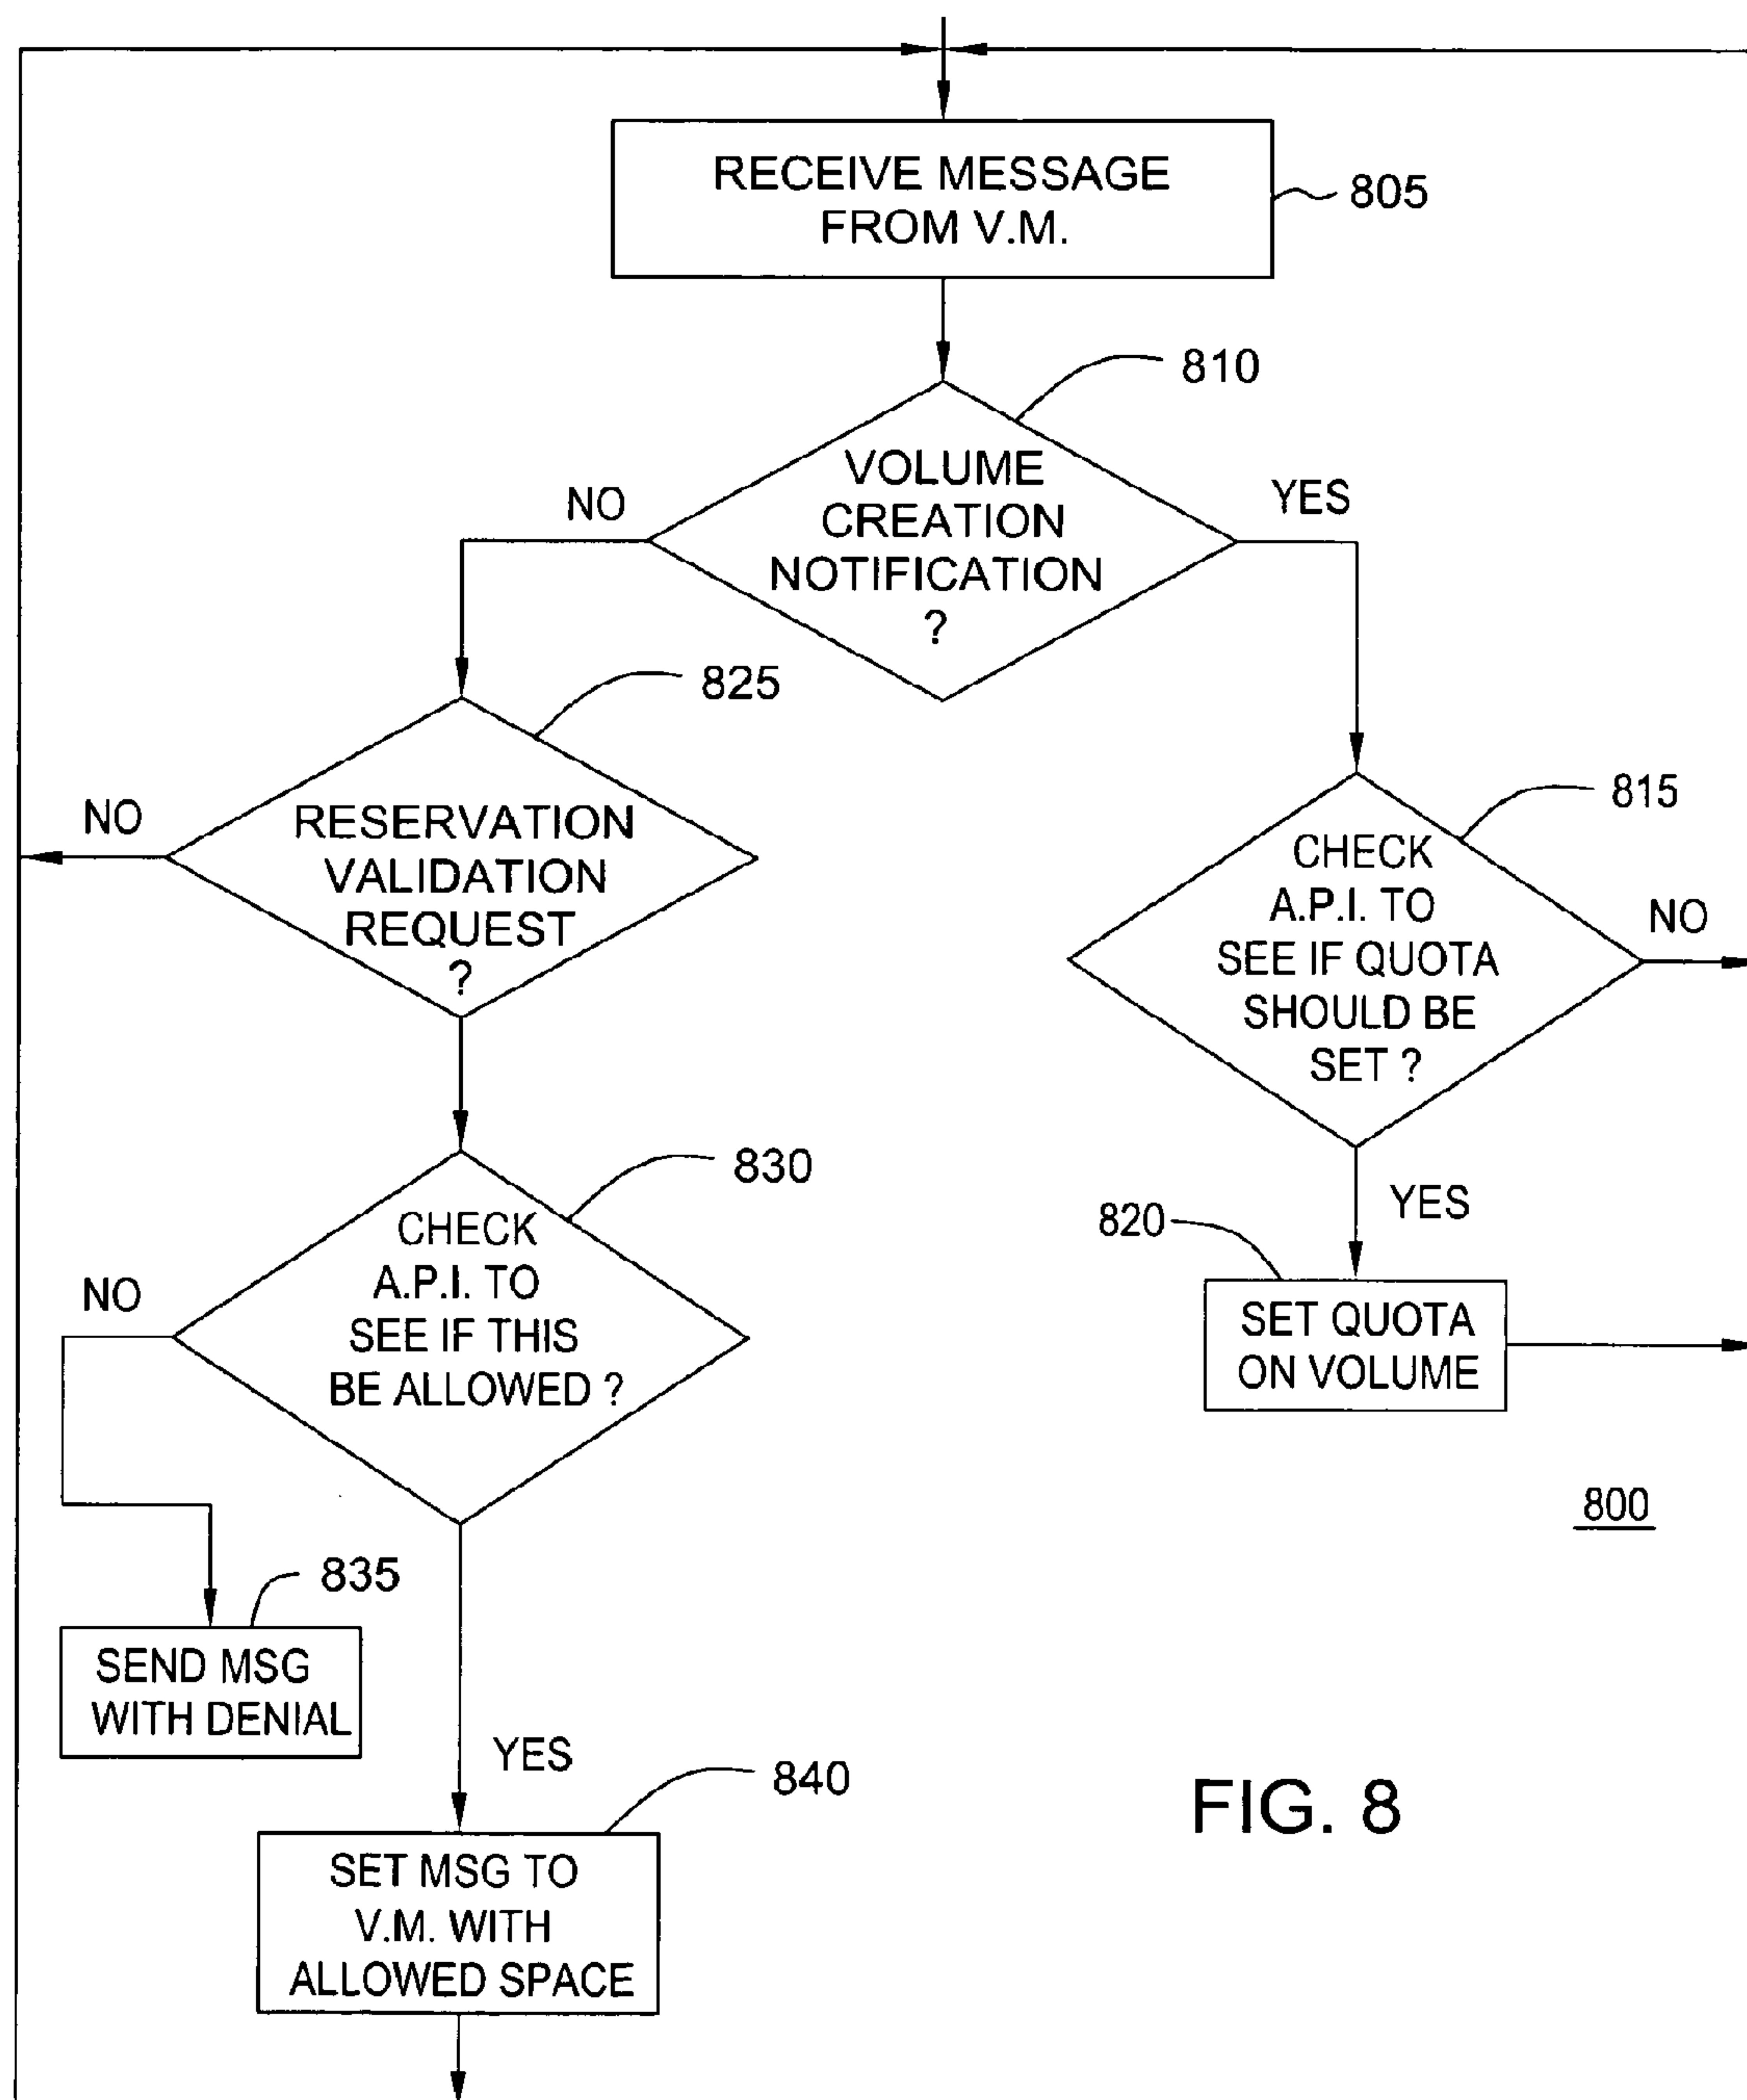 RECEIVE MESSAGE
FROM V.M.
805
810
VOLUME
CREATION
NOTIFICATION
?
NO
YES
825
RESERVATION
VALIDATION
REQUEST
?
NO
815
CHECK
A.P.I. TO
SEE IF QUOTA
SHOULD BE
SET ?
NO
YES
830
CHECK
A.P.I. TO
SEE IF THIS
BE ALLOWED ?
NO
820
SET QUOTA
ON VOLUME
800
835
SEND MSG
WITH DENIAL
YES
840
SET MSG TO
V.M. WITH
ALLOWED SPACE
FIG. 8